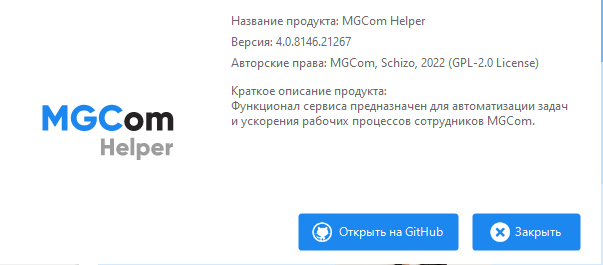 Название продукта: MGCom Helper
Версия: 4.0.8146.21267
Авторские права: MGCom, Schizo, 2022 (GPL-2.0 License)
Краткое описание продукта:
Функционал сервиса предназначен для автоматизации задач
и ускорения рабочих процессов сотрудников MGCom.
MGCom
Helper
Открыть на GitHub
Закрыть